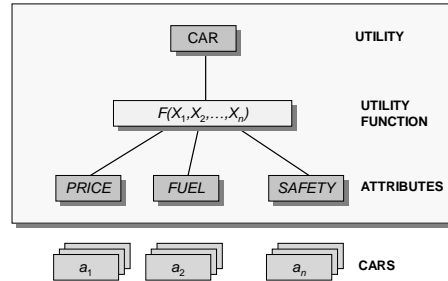 CAR UTILITY
F(X1,X2,...,Xn) UTILITY
FUNCTION
PRICE FUEL SAFETY ATTRIBUTES
a1 a2 an CARS